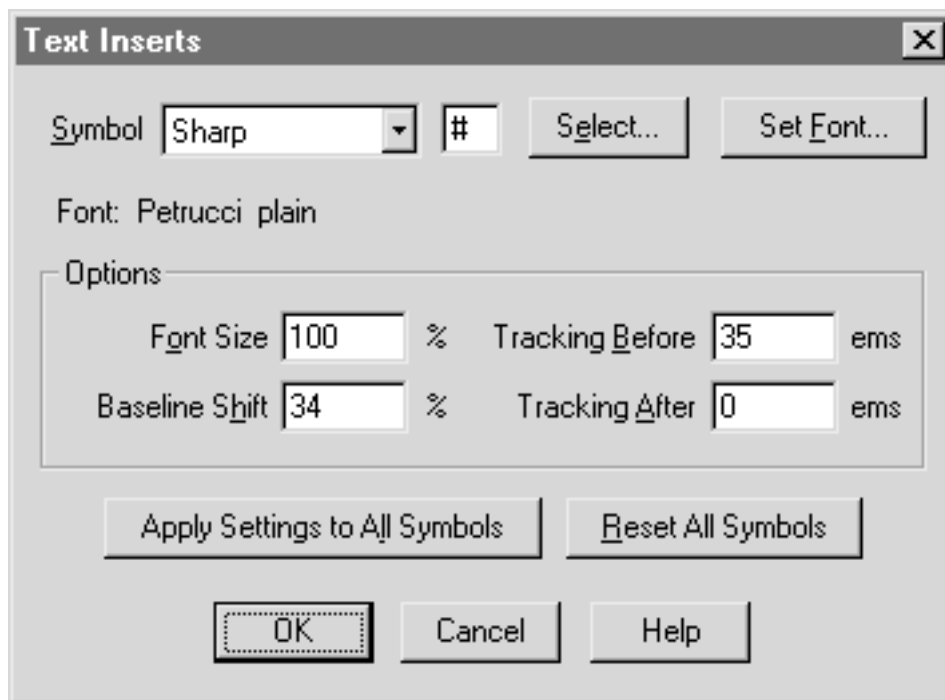 Text Inserts
Symbol Sharp # Select... Set Font...
Font: Petrucci plain
Options
Font Size 100 % Tracking Before 35 ems
Baseline Shift 34 % Tracking After 0 ems
Apply Settings to All Symbols Reset All Symbols
OK Cancel Help